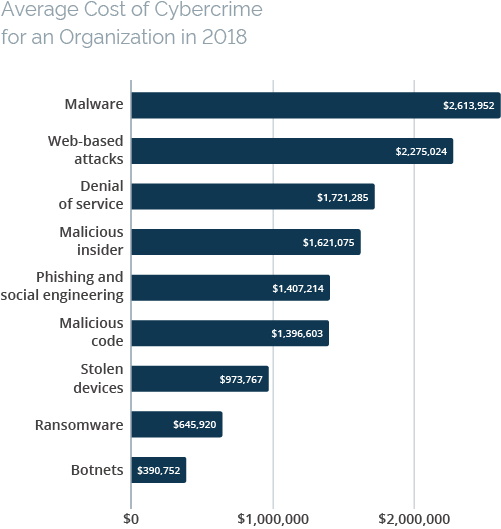 Average Cost of Cybercrime
for an Organization in 2018
Malware
$2,613,952
Web-based
attacks
$2,275,024
Denial
of service
$1,721,285
Malicious
insider
$1,621,075
Phishing and
social engineering
$1,407,214
Malicious
code
$1,396,603
Stolen
devices
$973,767
Ransomware
$645,920
Botnets
$390,752
$0
$1,000,000
$2,000,000